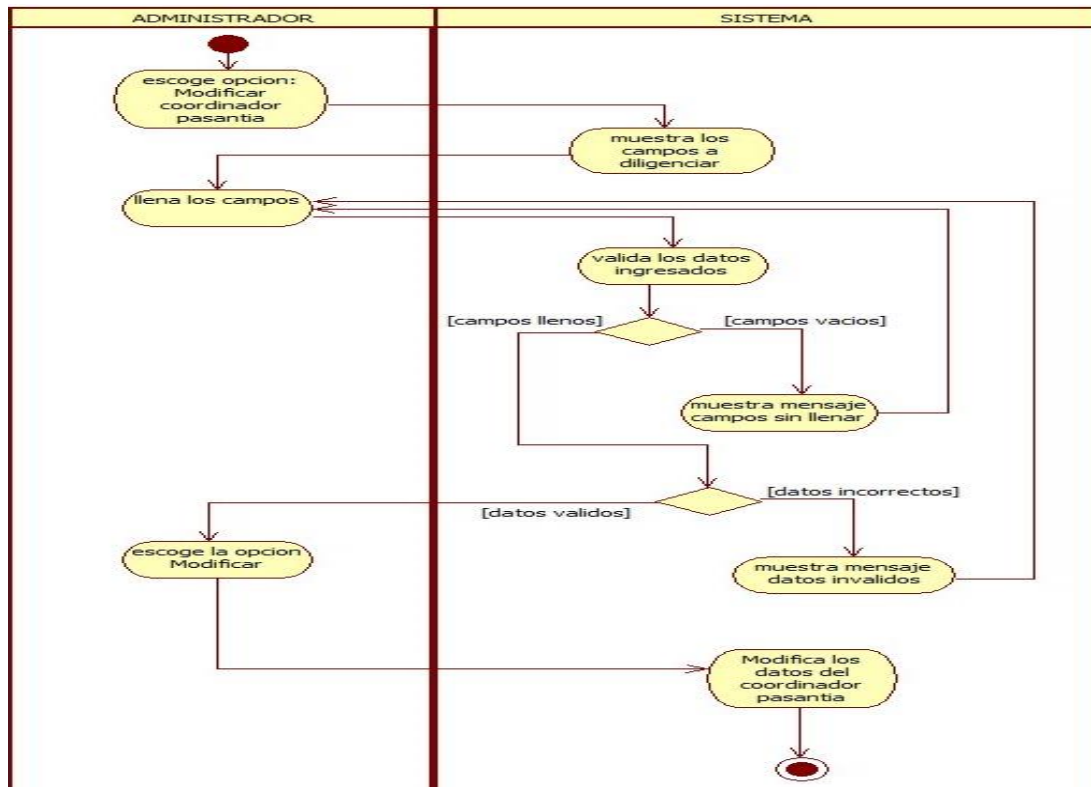 ADMINISTRADOR
SISTEMA
escoge opcion:
Modificar
coordinador
pasantia
muestra los
campos a
diligenciar
llena los campos
valida los datos
ingresados
[campos llenos]
[campos vacios]
muestra mensaje
campos sin llenar
[datos incorrectos]
[datos validos]
escoge la opcion
Modificar
muestra mensaje
datos invalidos
Modifica los
datos del
coordinador
pasantia